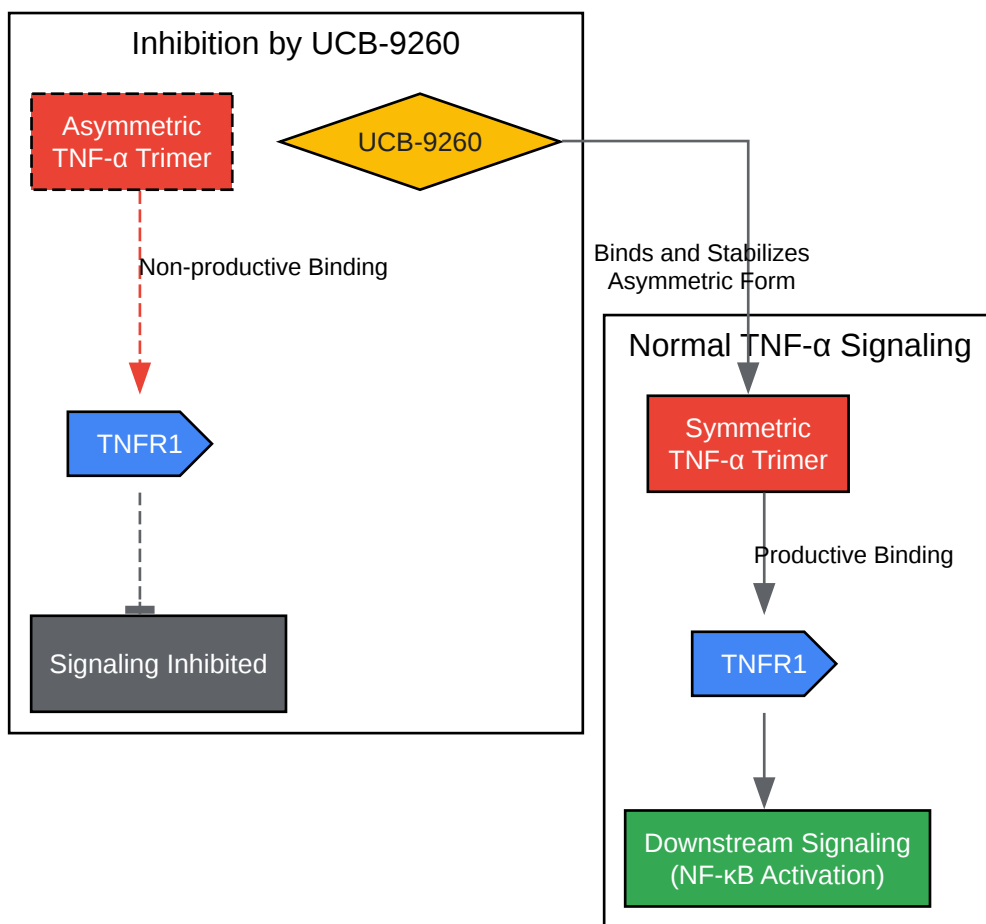 Inhibition by UCB-9260
Asymmetric
TNF-α Trimer
UCB-9260
Non-productive Binding
Binds and Stabilizes
Asymmetric Form
TNFR1
Signaling Inhibited
Normal TNF-α Signaling
Symmetric
TNF-α Trimer
Productive Binding
TNFR1
Downstream Signaling
(NF-κB Activation)